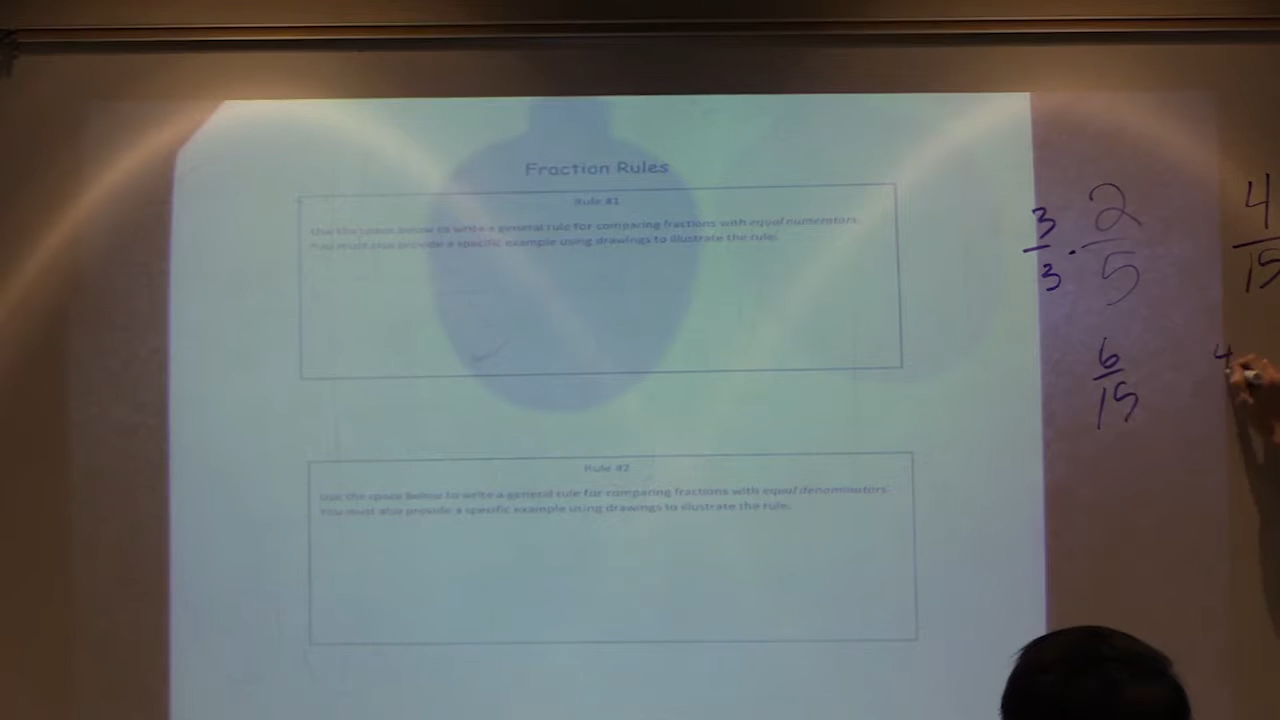 Fraction Rules
Rule #1
Use the space below to write a general rule for comparing fractions with equal numerators.
You must also provide a specific example using drawings to illustrate the rule.
Rule #2
Use the space below to write a general rule for comparing fractions with equal denominators.
You must also provide a specific example using drawings to illustrate the rule.
3/3 · 2/5
6/15
4/15
4